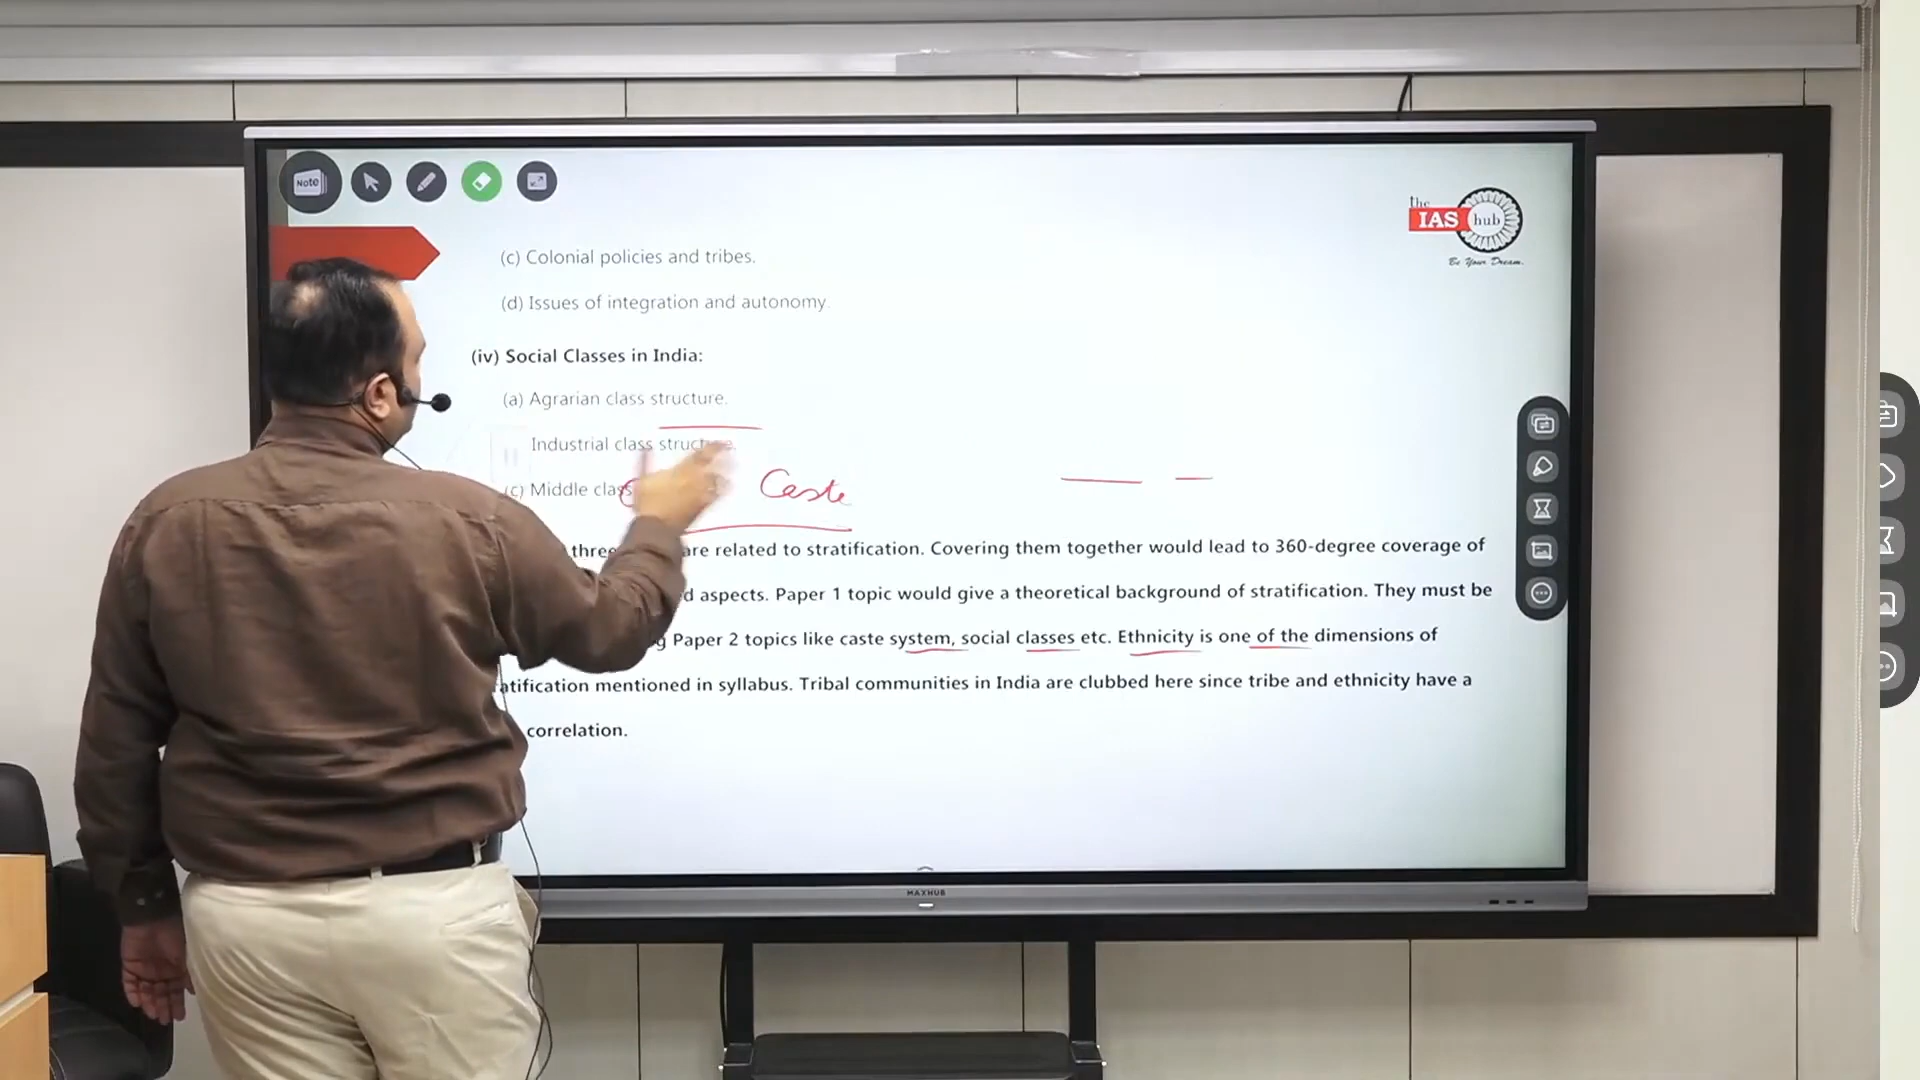 Note
the
IAS hub
Be Your Dream.
(c) Colonial policies and tribes.
(d) Issues of integration and autonomy.
(iv) Social Classes in India:
(a) Agrarian class structure.
Industrial class structure.
(c) Middle class
Caste
three are related to stratification. Covering them together would lead to 360-degree coverage of
aspects. Paper 1 topic would give a theoretical background of stratification. They must be
Paper 2 topics like caste system, social classes etc. Ethnicity is one of the dimensions of
mentioned in syllabus. Tribal communities in India are clubbed here since tribe and ethnicity have a
correlation.
MAXHUB